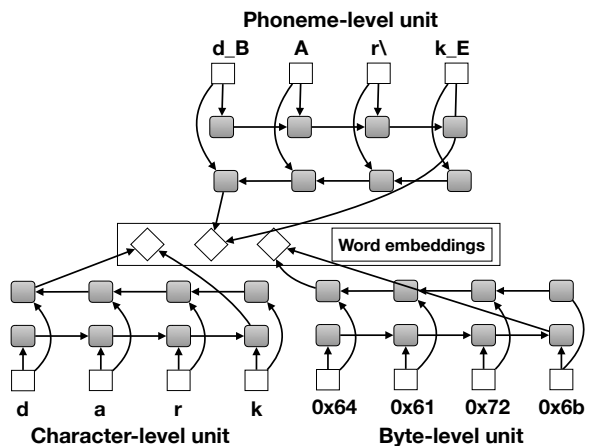 Phoneme-level unit
d_B A r\ k_E
Word embeddings
d a r k 0x64 0x61 0x72 0x6b
Character-level unit Byte-level unit